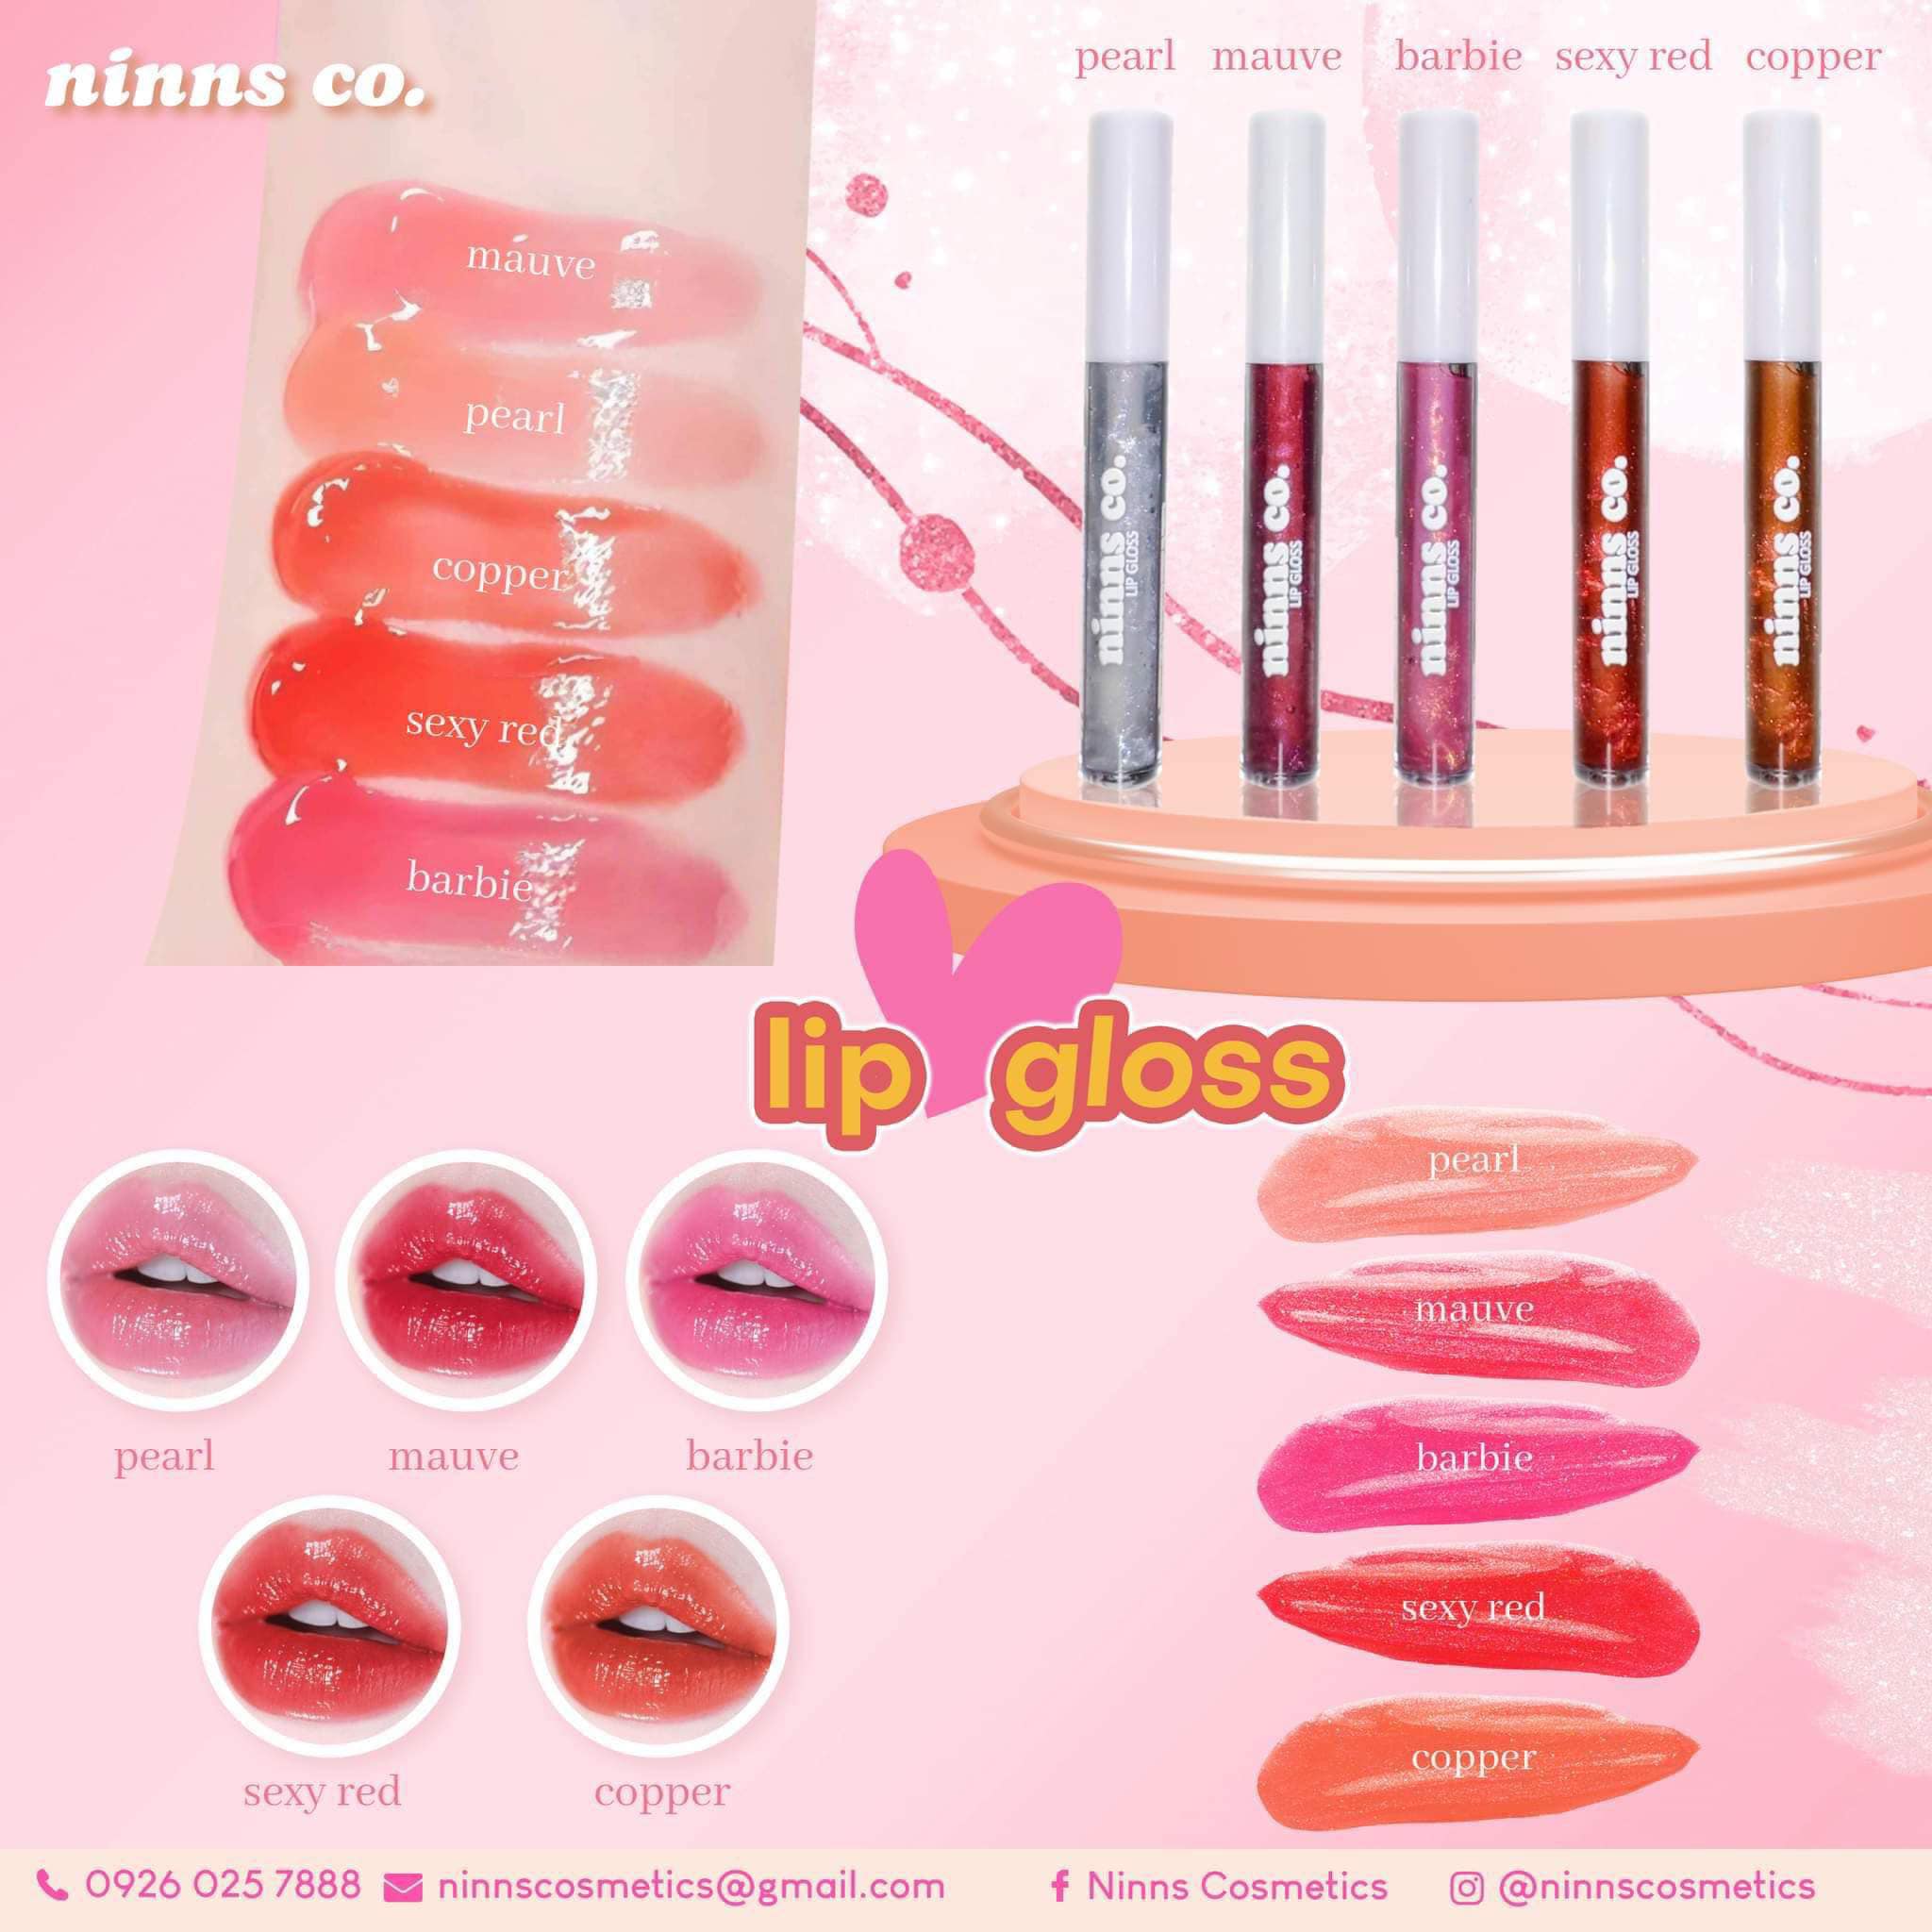 ninns co.
pearl mauve barbie sexy red copper
mauve
pearl
copper
sexy red
barbie
ninns co.
LIP GLOSS
ninns co.
LIP GLOSS
ninns co.
LIP GLOSS
ninns co.
LIP GLOSS
ninns co.
LIP GLOSS
lip gloss
pearl mauve barbie
sexy red copper
pearl
mauve
barbie
sexy red
copper
0926 025 7888 ninnscosmetics@gmail.com Ninns Cosmetics @ninnscosmetics